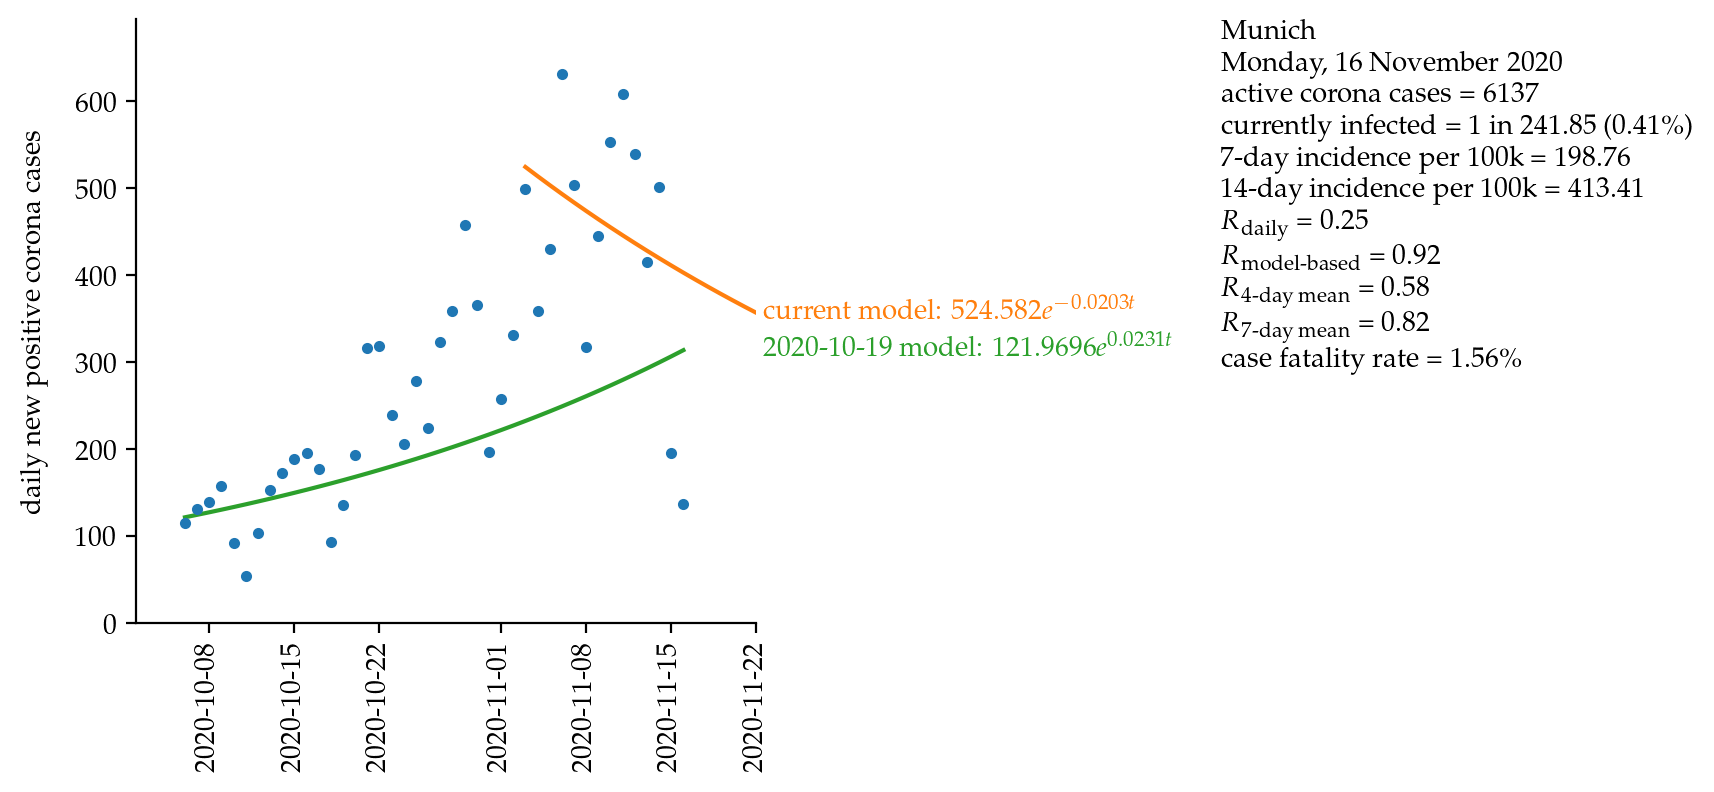 Munich
Monday, 16 November 2020
active corona cases = 6137
currently infected = 1 in 241.85 (0.41%)
7-day incidence per 100k = 198.76
14-day incidence per 100k = 413.41
R_daily = 0.25
R_model-based = 0.92
R_4-day mean = 0.58
R_7-day mean = 0.82
case fatality rate = 1.56%
daily new positive corona cases
600
500
400
300
200
100
0
current model: 524.582e^{-0.0203t}
2020-10-19 model: 121.9696e^{0.0231t}
2020-10-08
2020-10-15
2020-10-22
2020-11-01
2020-11-08
2020-11-15
2020-11-22